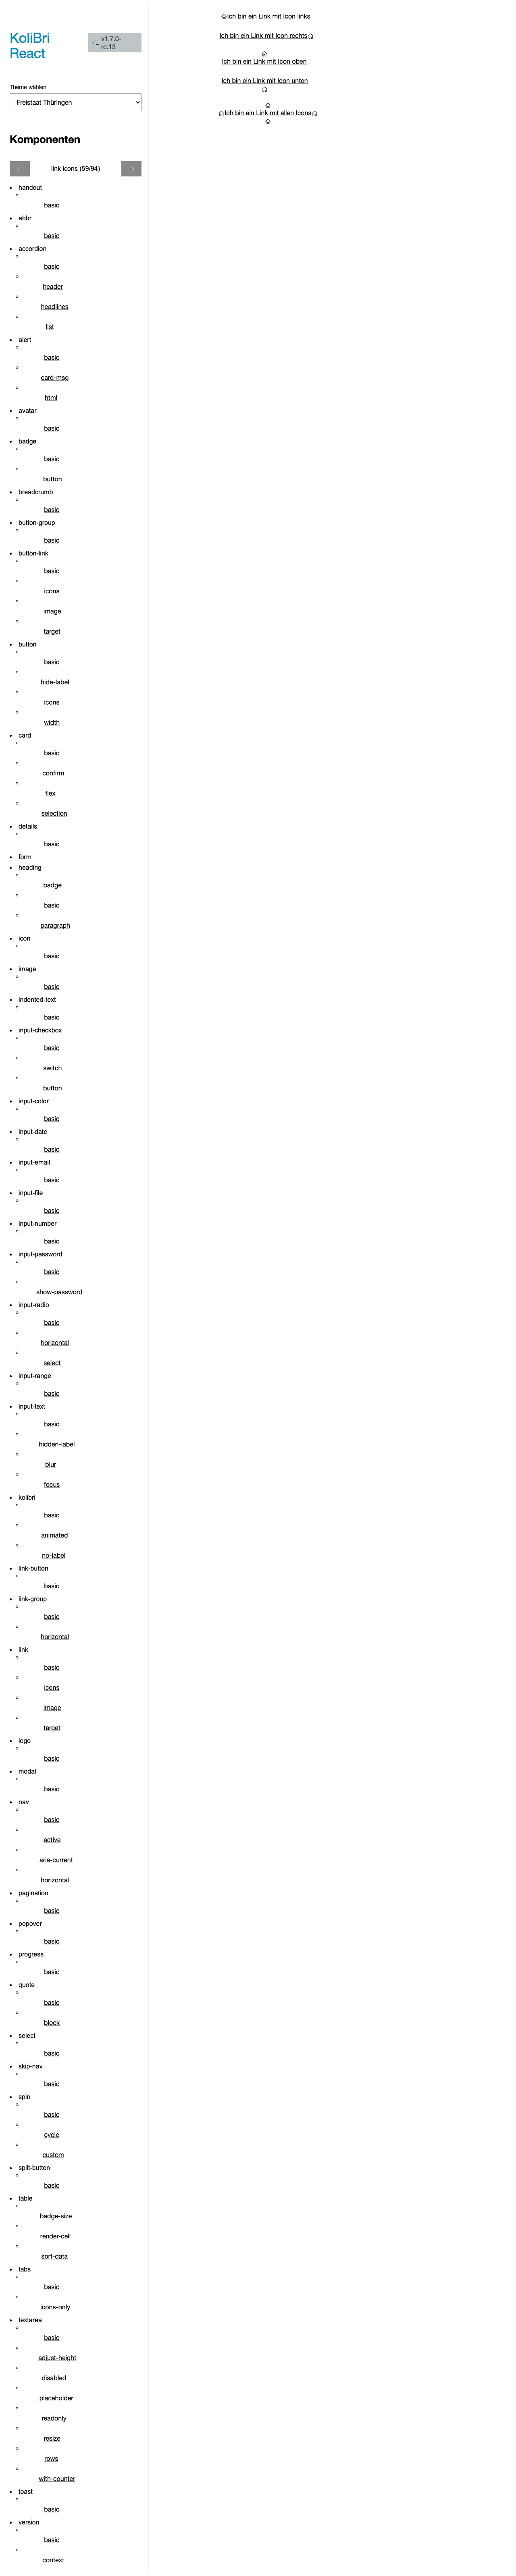 KoliBri
React
v1.7.0-
rc.13
Theme wählen
Freistaat Thüringen
Komponenten
link icons (59/94)
handout
basic
abbr
basic
accordion
basic
header
headlines
list
alert
basic
card-msg
html
avatar
basic
badge
basic
button
breadcrumb
basic
button-group
basic
button-link
basic
icons
image
target
button
basic
hide-label
icons
width
card
basic
confirm
flex
selection
details
basic
form
heading
badge
basic
paragraph
icon
basic
image
basic
indented-text
basic
input-checkbox
basic
switch
button
input-color
basic
input-date
basic
input-email
basic
input-file
basic
input-number
basic
input-password
basic
show-password
input-radio
basic
horizontal
select
input-range
basic
input-text
basic
hidden-label
blur
focus
kolibri
basic
animated
no-label
link-button
basic
link-group
basic
horizontal
link
basic
icons
image
target
logo
basic
modal
basic
nav
basic
active
aria-current
horizontal
pagination
basic
popover
basic
progress
basic
quote
basic
block
select
basic
skip-nav
basic
spin
basic
cycle
custom
split-button
basic
table
badge-size
render-cell
sort-data
tabs
basic
icons-only
textarea
basic
adjust-height
disabled
placeholder
readonly
resize
rows
with-counter
toast
basic
version
basic
context
Ich bin ein Link mit Icon links
Ich bin ein Link mit Icon rechts
Ich bin ein Link mit Icon oben
Ich bin ein Link mit Icon unten
Ich bin ein Link mit allen Icons